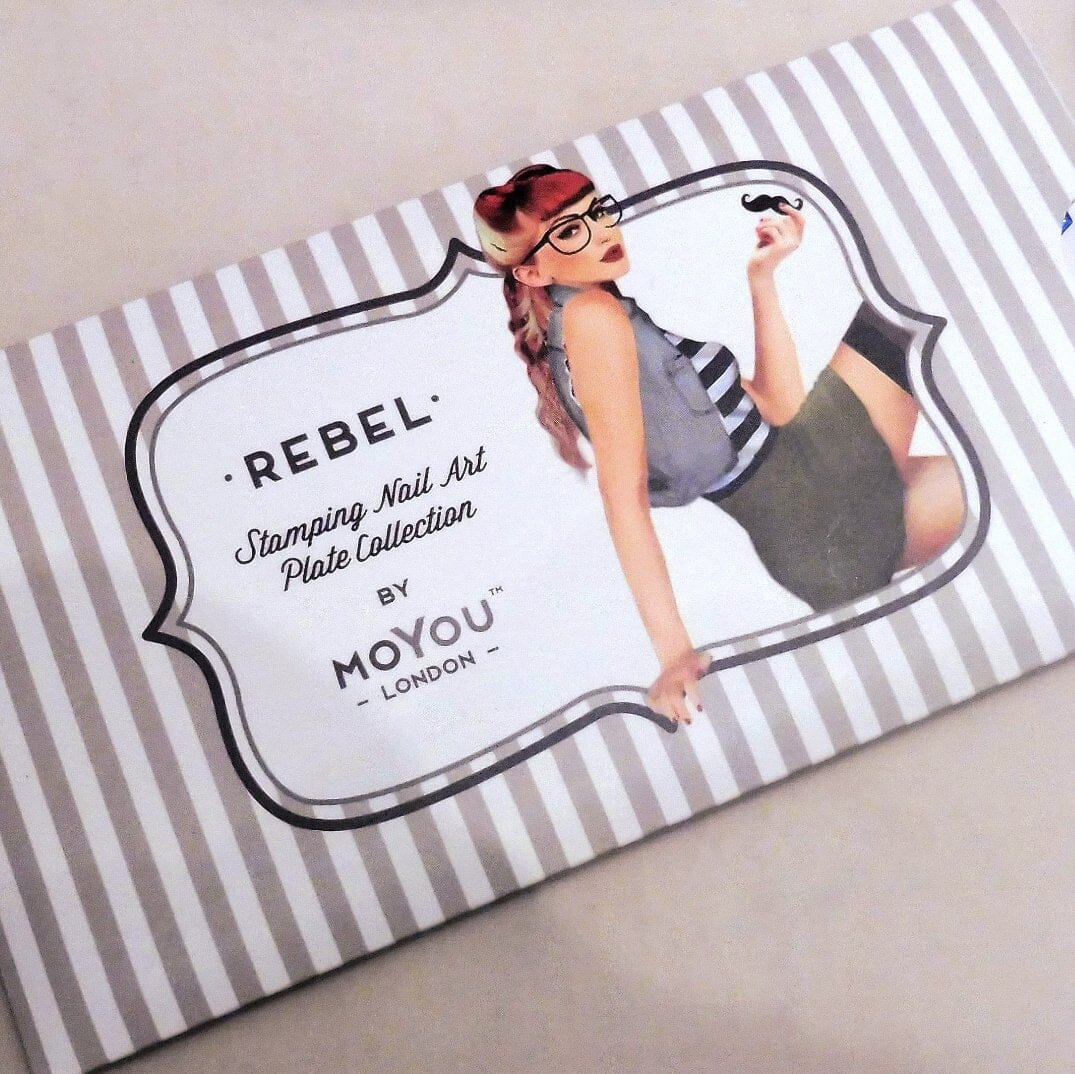 ·REBEL·
Stamping Nail Art
Plate Collection
BY
MOYOU™
- LONDON -